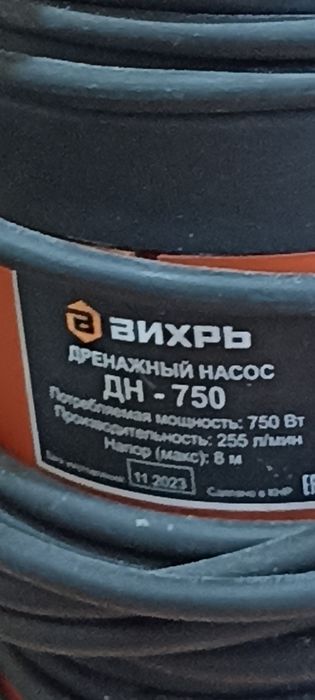 ВИХРЬ
ДРЕНАЖНЫЙ НАСОС
ДН - 750
Потребляемая мощность: 750 Вт
Производительность: 255 л/мин
Напор (макс): 8 м
11.2023 Сделано в КНР